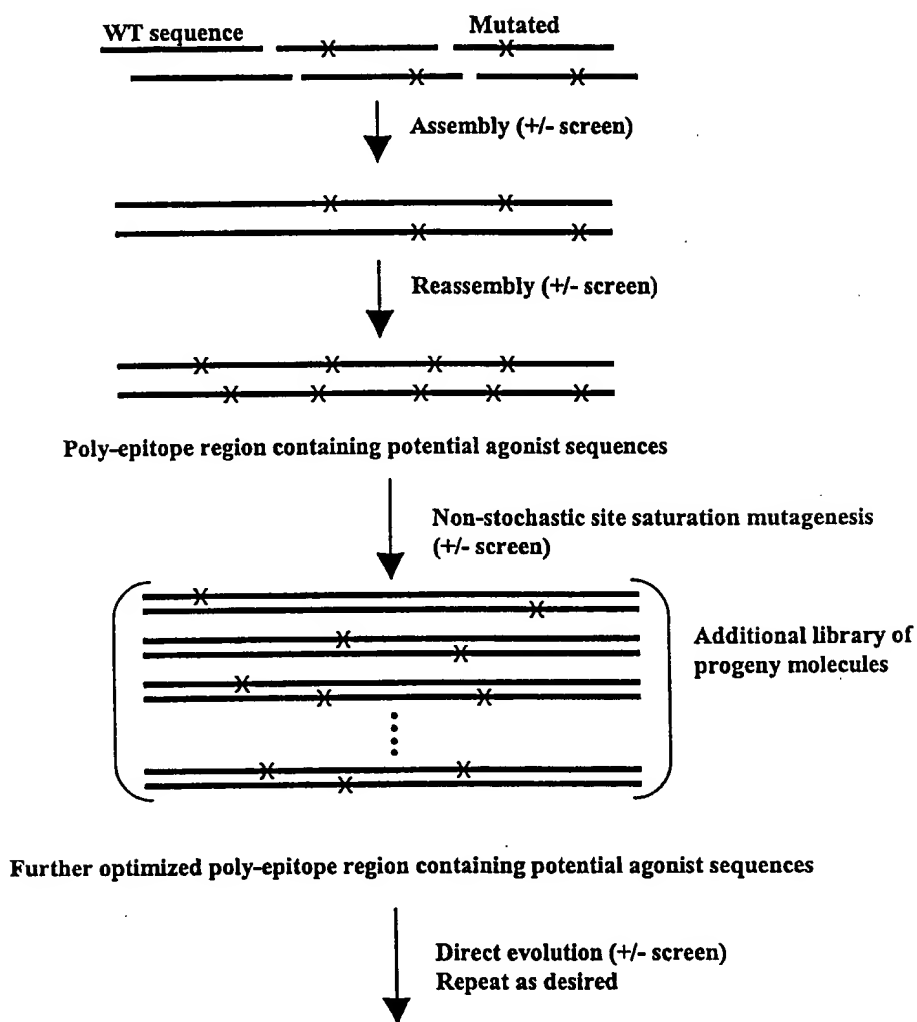 WT sequence
Mutated
Assembly (+/- screen)
Reassembly (+/- screen)
Poly-epitope region containing potential agonist sequences
Non-stochastic site saturation mutagenesis
(+/- screen)
Additional library of
progeny molecules
Further optimized poly-epitope region containing potential agonist sequences
Direct evolution (+/- screen)
Repeat as desired